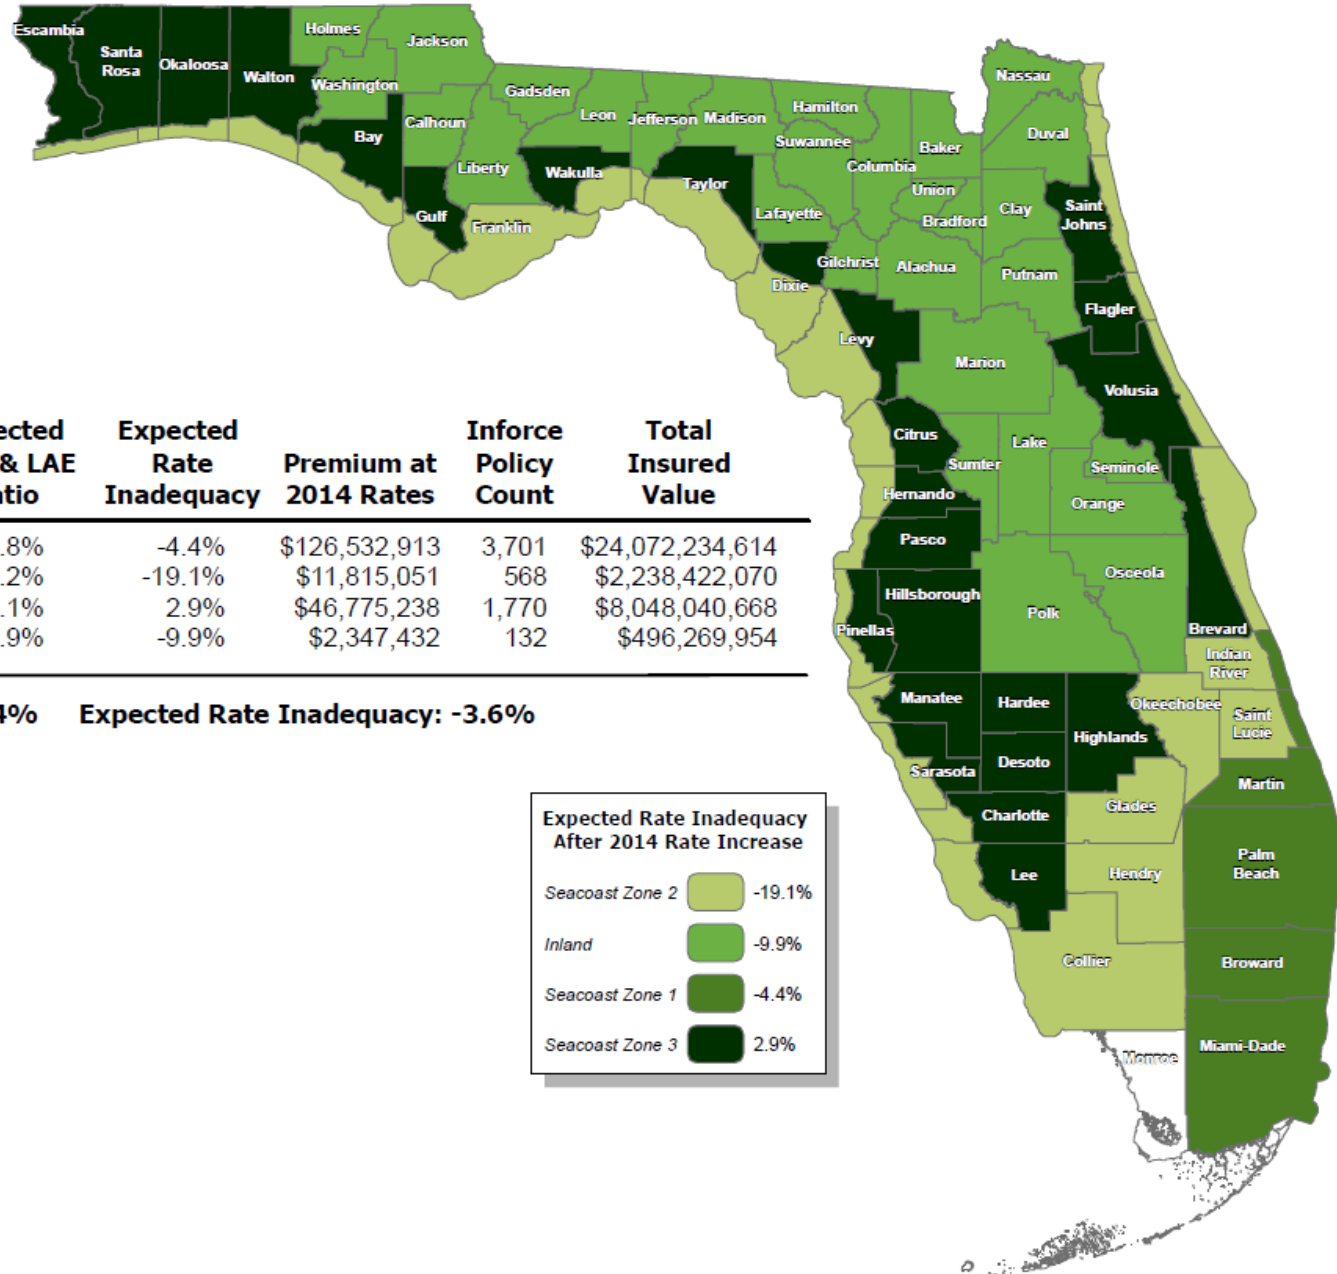 Escambia
Santa
Rosa
Okaloosa
Walton
Holmes
Jackson
Washington
Bay
Calhoun
Gulf
Liberty
Franklin
Gadsden
Leon
Wakulla
Jefferson
Madison
Taylor
Hamilton
Suwannee
Lafayette
Dixie
Columbia
Gilchrist
Baker
Union
Bradford
Alachua
Nassau
Duval
Clay
Saint
Johns
Putnam
Flagler
Levy
Marion
Volusia
Citrus
Sumter
Lake
Seminole
Hernando
Orange
Pasco
Osceola
Hillsborough
Polk
Pinellas
Brevard
Indian
River
Manatee
Hardee
Highlands
Okeechobee
Saint
Lucie
Desoto
Sarasota
Martin
Charlotte
Glades
Palm
Beach
Lee
Hendry
Collier
Broward
Monroe
Miami-Dade
ected Expected Inforce Total
& LAE Rate Premium at Policy Insured
tio Inadequacy 2014 Rates Count Value
.8% -4.4% $126,532,913 3,701 $24,072,234,614
.2% -19.1% $11,815,051 568 $2,238,422,070
.1% 2.9% $46,775,238 1,770 $8,048,040,668
.9% -9.9% $2,347,432 132 $496,269,954
4% Expected Rate Inadequacy: -3.6%
Expected Rate Inadequacy
After 2014 Rate Increase
Seacoast Zone 2 -19.1%
Inland -9.9%
Seacoast Zone 1 -4.4%
Seacoast Zone 3 2.9%